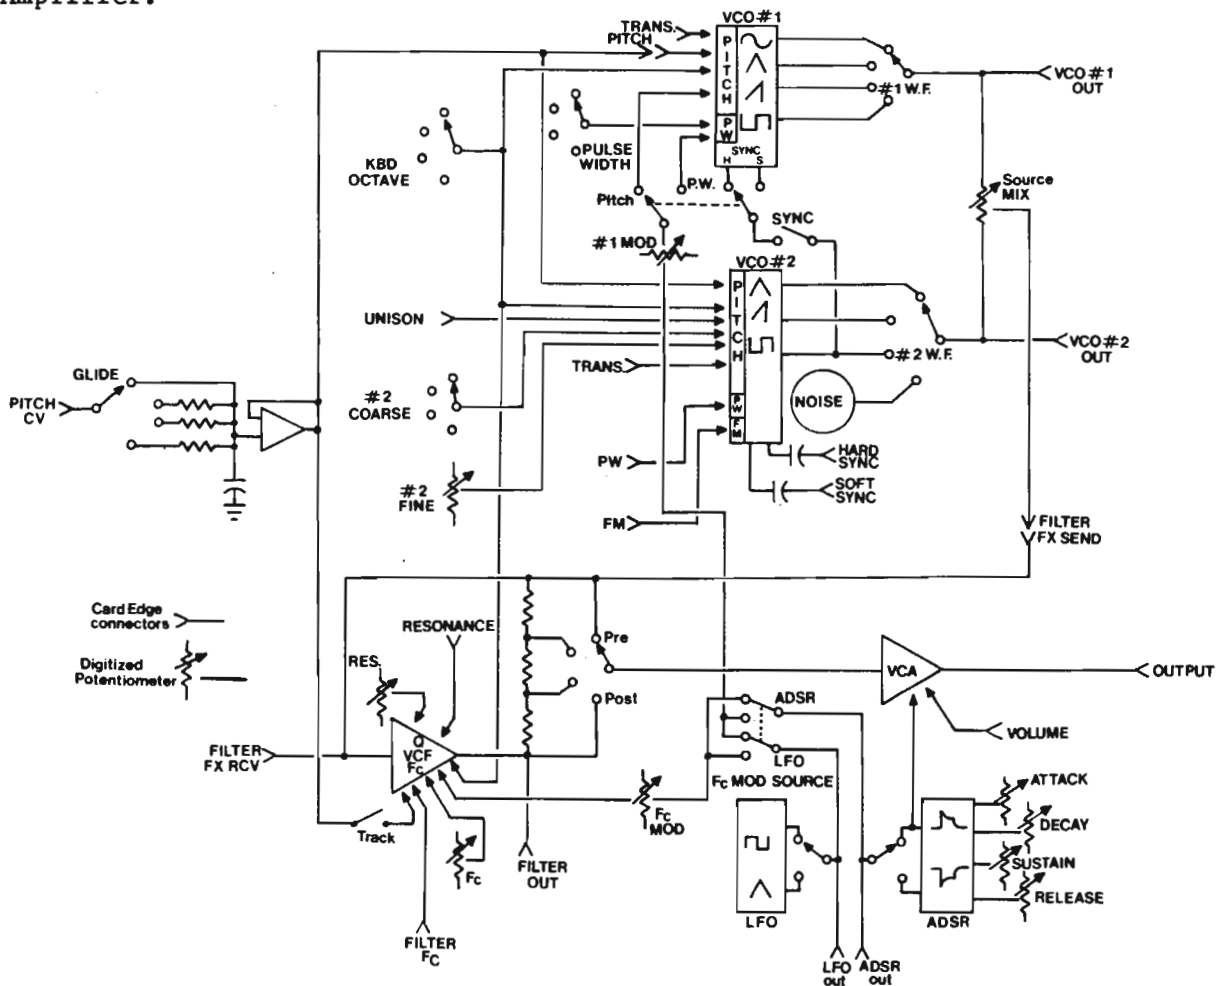 Amplifier.
VCO#1
TRANS.
PITCH
P
I
T
C
H
P
W
SYNC
H S
#1 W.F.
VCO#1
OUT
KBD
OCTAVE
PULSE
WIDTH
Pitch
P.W.
SYNC
Source
MIX
#1 MOD
VCO#2
P
I
T
C
H
P
W
F
M
UNISON
TRANS.
#2 W.F.
VCO#2
OUT
NOISE
GLIDE
PITCH
CV
#2
COARSE
PW
HARD
SYNC
SOFT
SYNC
#2
FINE
FM
FILTER
FX SEND
Card Edge
connectors
Digitized
Potentiometer
RESONANCE
RES.
Pre
Post
VCA
OUTPUT
VOLUME
ADSR
LFO
Fc MOD SOURCE
FILTER
FX RCV
Q
VCF
Fc
Fc
MOD
Track
Fc
FILTER
OUT
FILTER
FC
LFO
ATTACK
DECAY
SUSTAIN
RELEASE
ADSR
LFO
out
ADSR
out